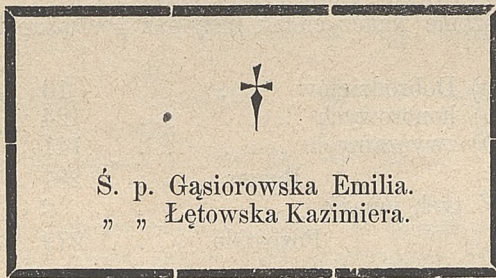 Ś. p. Gąsiorowska Emilia.
„ „ Łętowska Kazimiera.